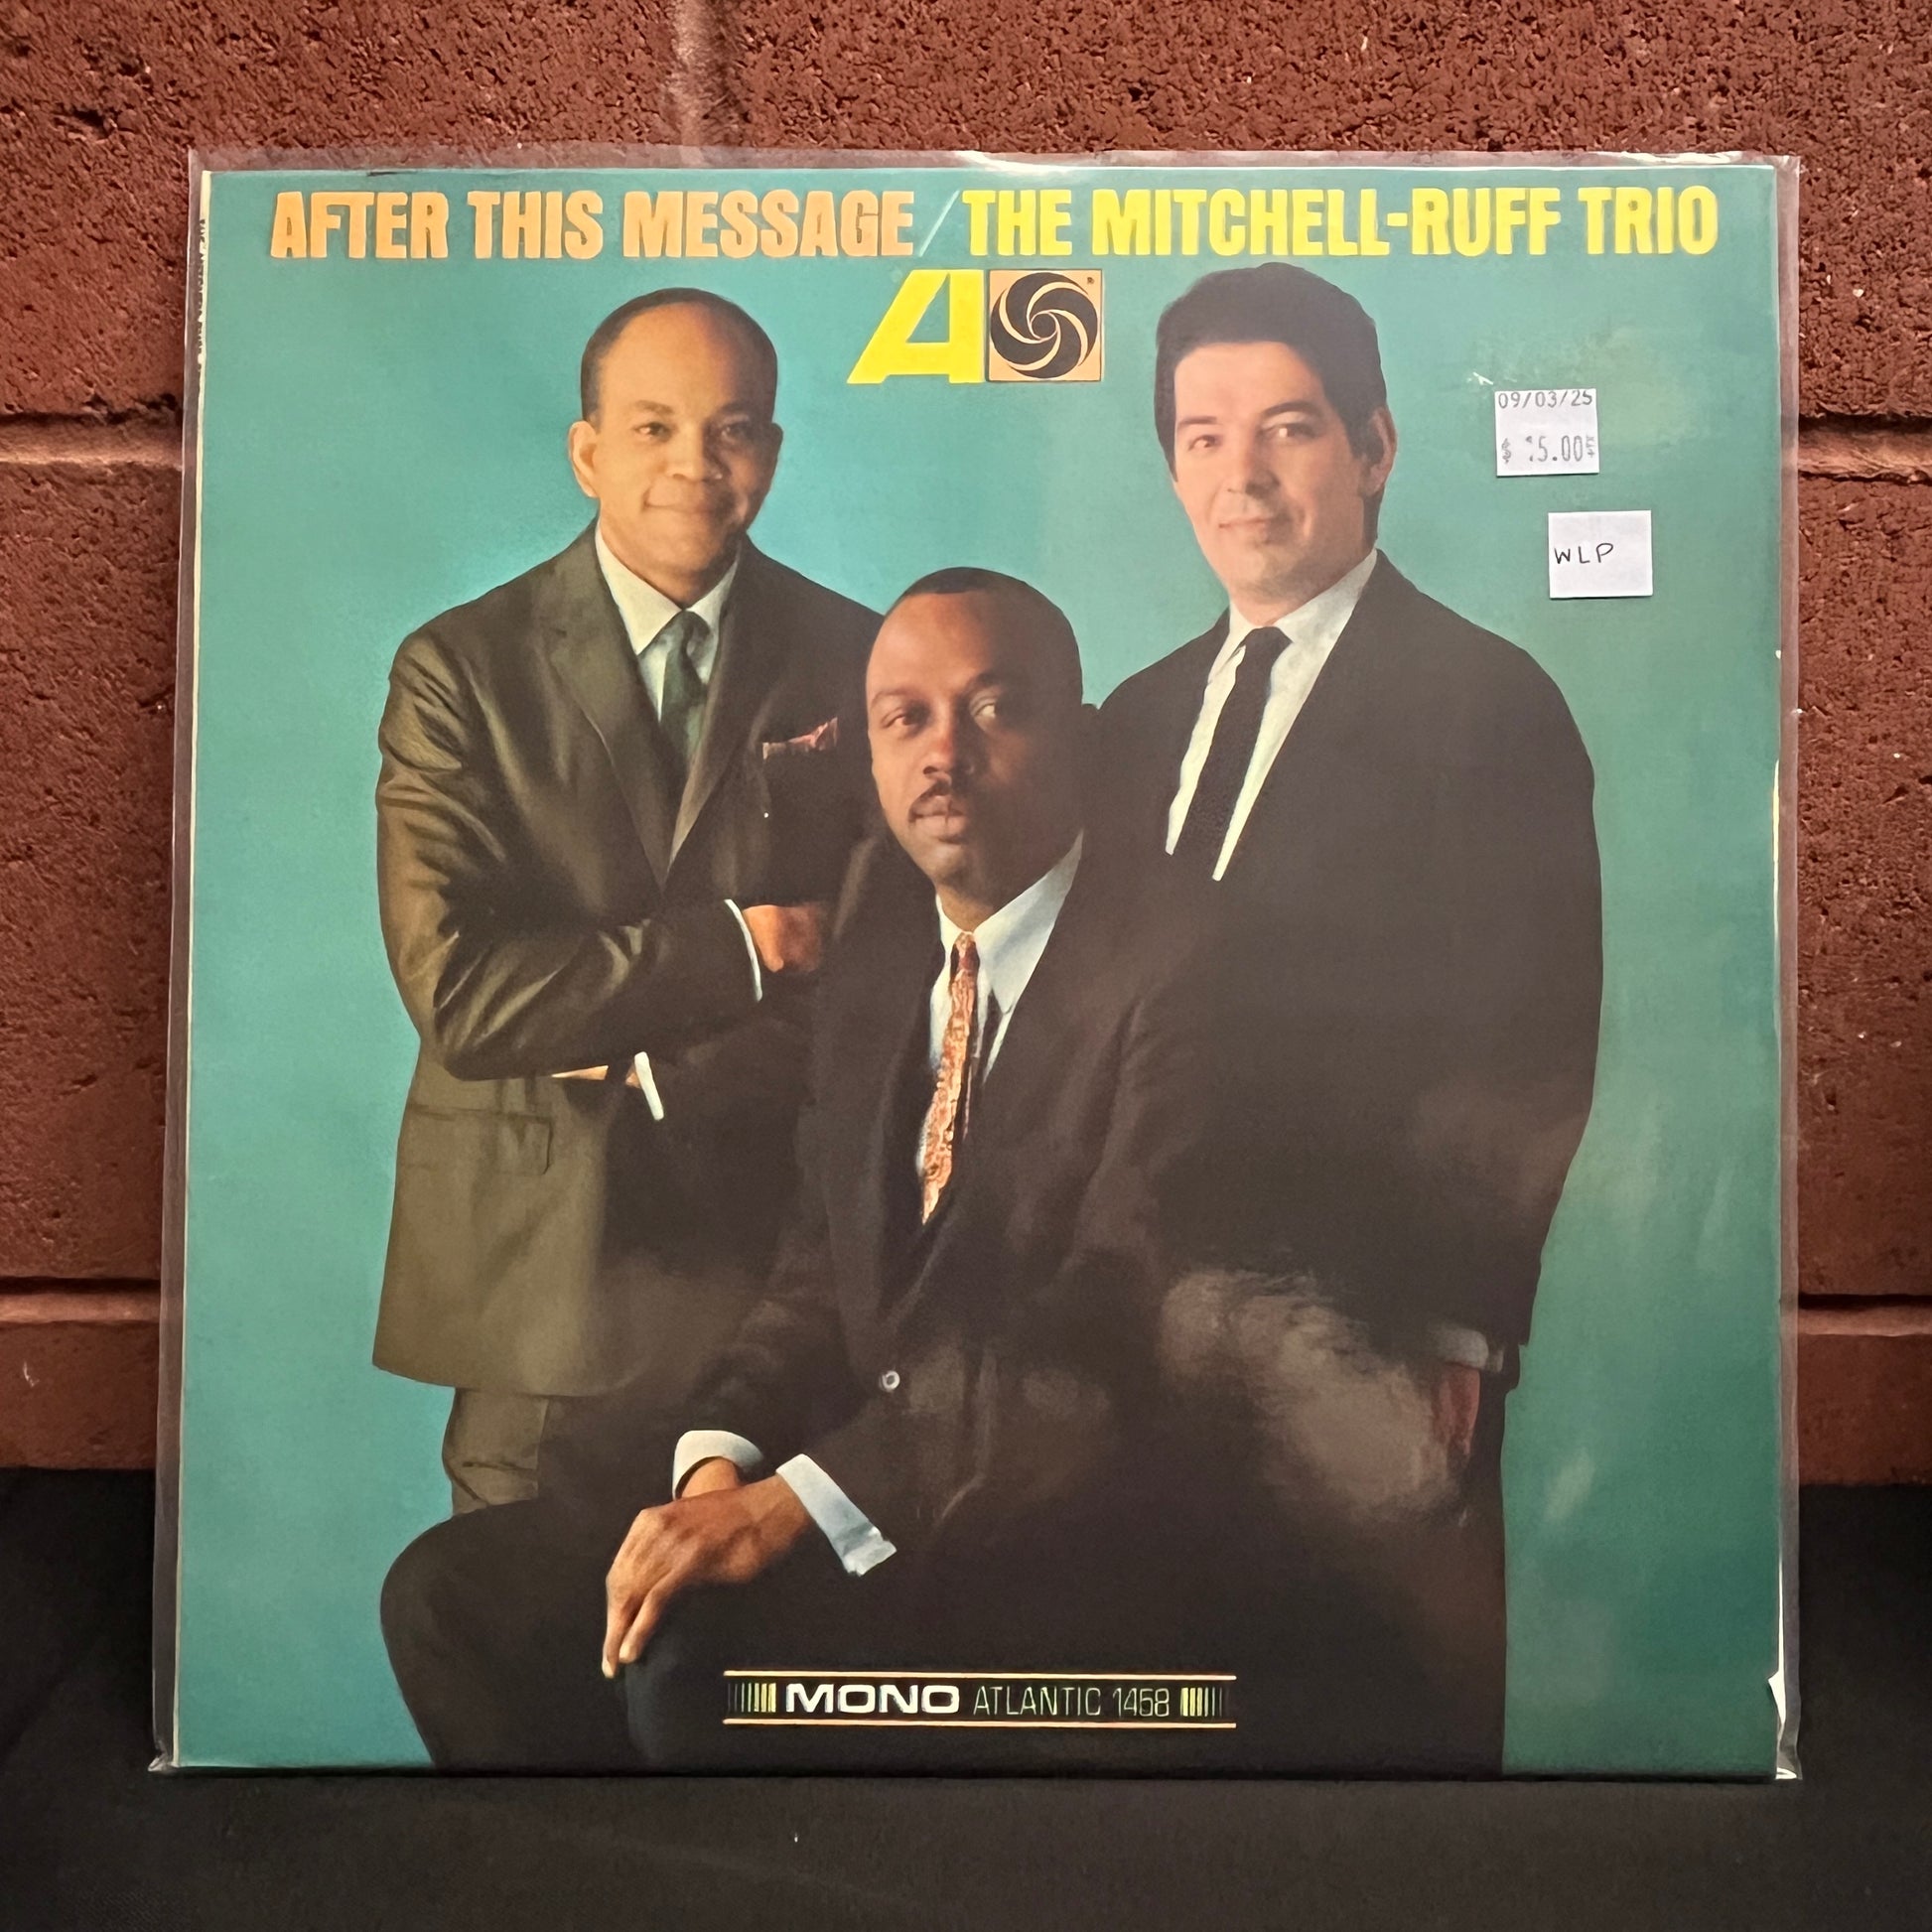 AFTER THIS MESSAGE / THE MITCHELL-RUFF TRIO
A
09/03/25
WLP
MONO ATLANTIC 1458